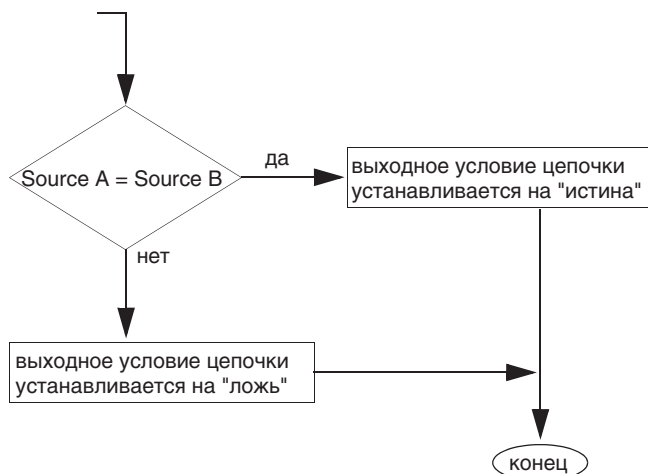 Source A = Source B
да
выходное условие цепочки
устанавливается на "истина"
нет
выходное условие цепочки
устанавливается на "ложь"
конец